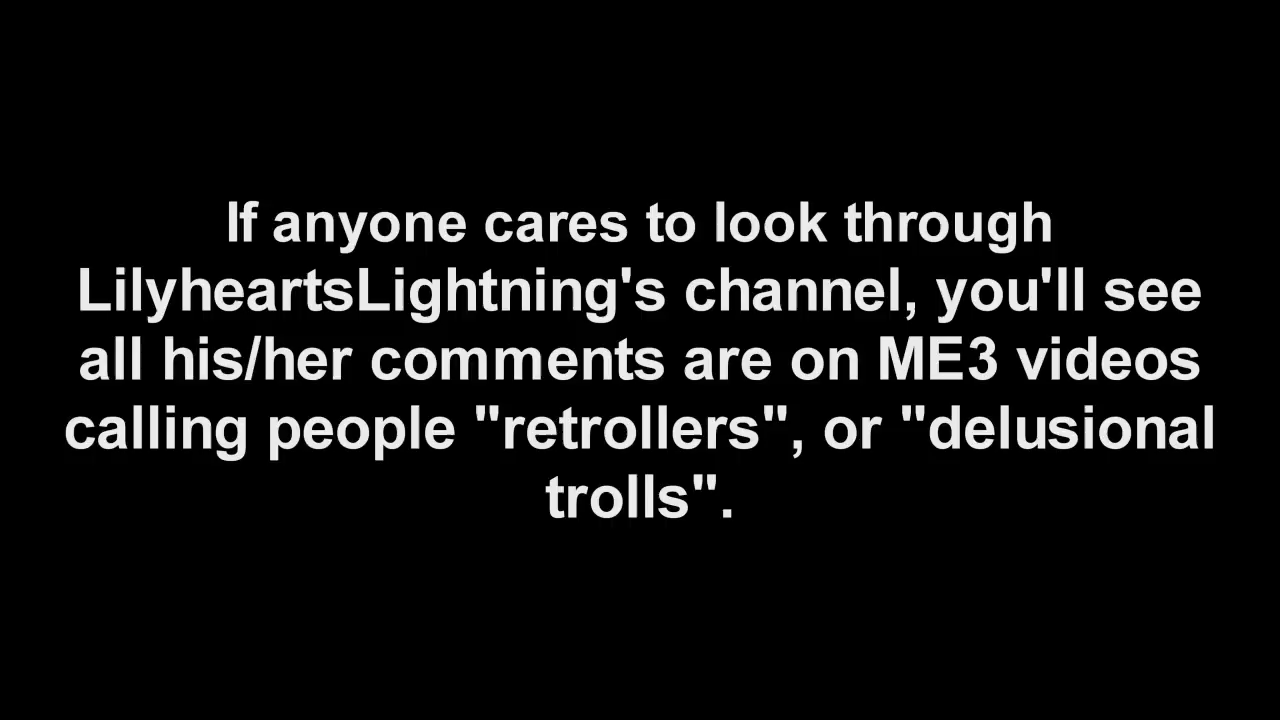 If anyone cares to look through
LilyheartsLightning's channel, you'll see
all his/her comments are on ME3 videos
calling people "retrollers", or "delusional
trolls".